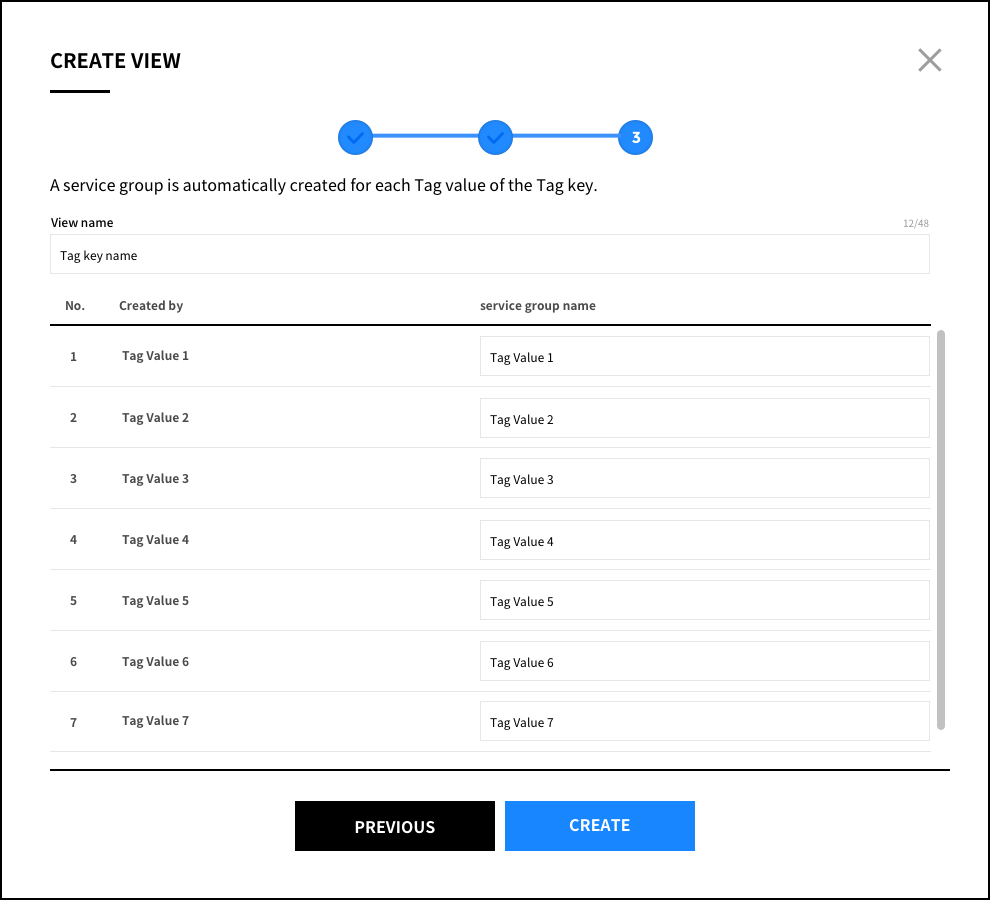 CREATE VIEW
3
A service group is automatically created for each Tag value of the Tag key.
View name 12/48
Tag key name
No. Created by service group name
1 Tag Value 1 Tag Value 1
2 Tag Value 2 Tag Value 2
3 Tag Value 3 Tag Value 3
4 Tag Value 4 Tag Value 4
5 Tag Value 5 Tag Value 5
6 Tag Value 6 Tag Value 6
7 Tag Value 7 Tag Value 7
PREVIOUS CREATE